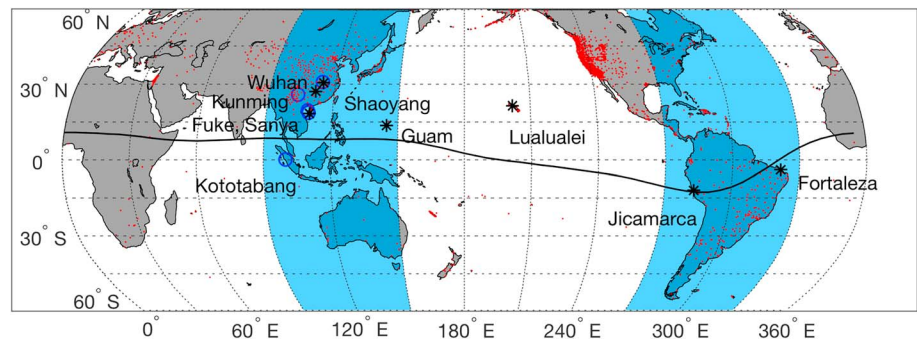 60° N
30° N
0°
30° S
60° S
Wuhan
Kunming
Shaoyang
Fuke, Sanya
Guam
Lualualei
Kototabang
Jicamarca
Fortaleza
0° 60° E 120° E 180° E 240° E 300° E 360° E